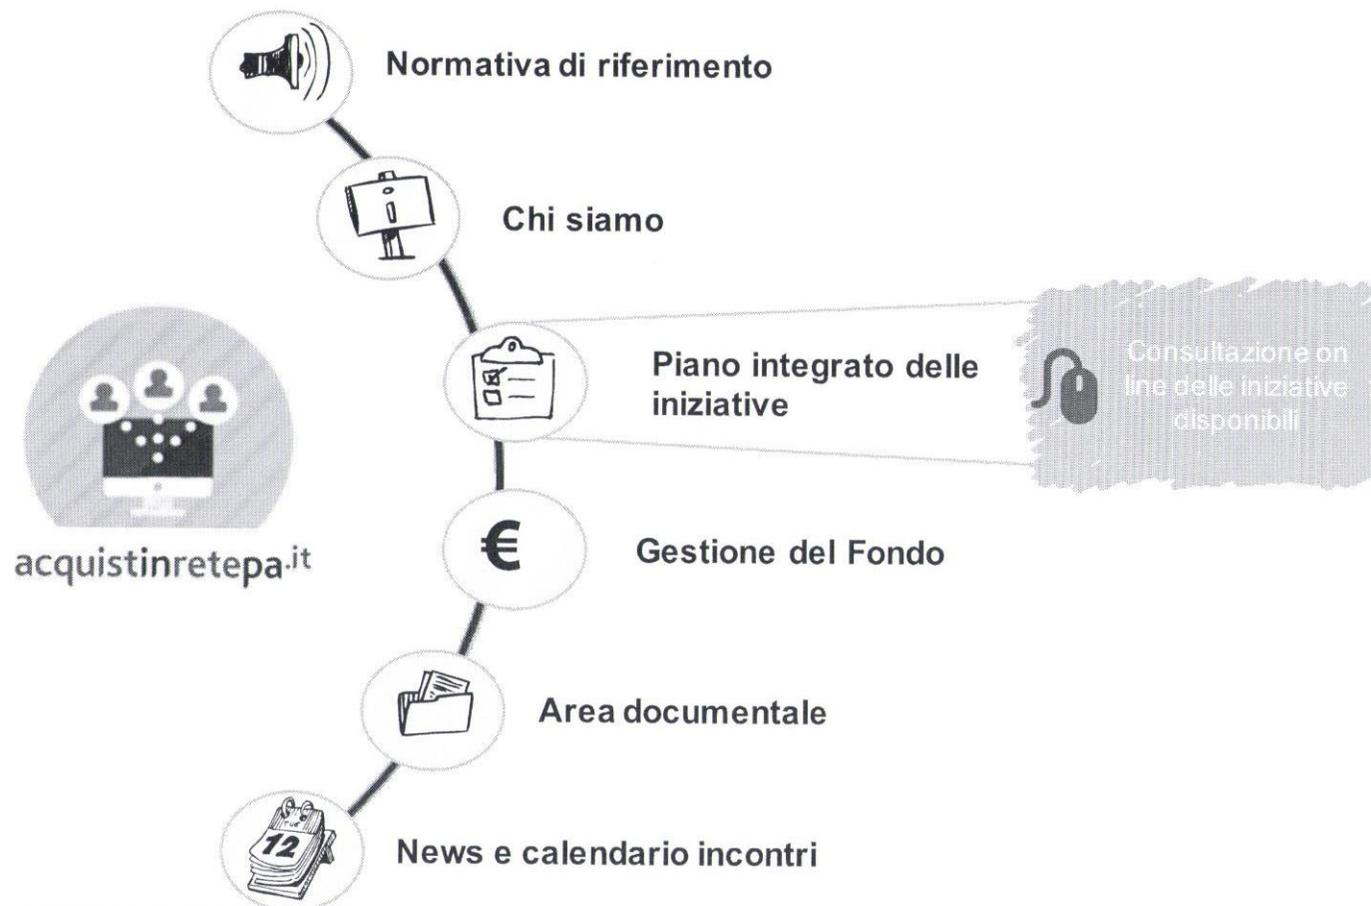 Normativa di riferimento
Chi siamo
Piano integrato delle
iniziative
Consultazione on
line delle iniziative
disponibili
acquistinretepa.it
€
Gestione del Fondo
Area documentale
TUE
12
News e calendario incontri